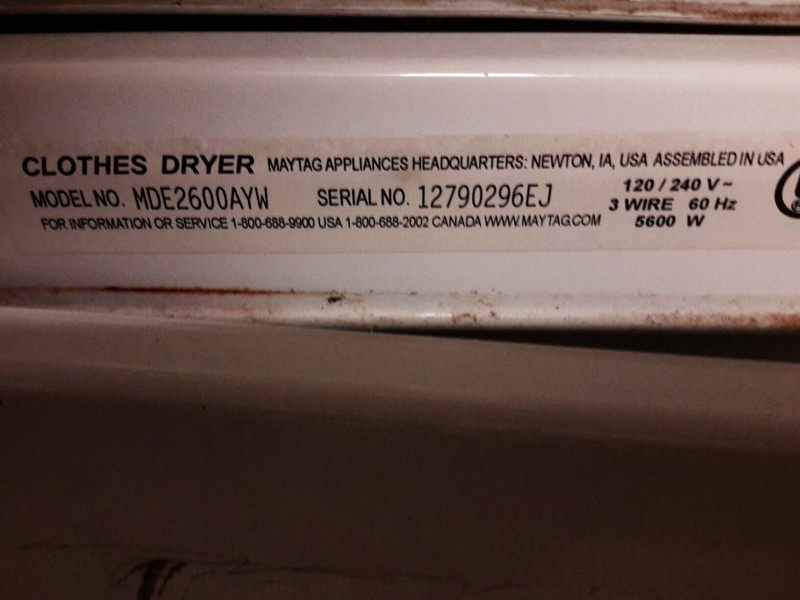 CLOTHES DRYER MAYTAG APPLIANCES HEADQUARTERS: NEWTON, IA, USA ASSEMBLED IN USA
MODEL NO. MDE2600AYW SERIAL NO. 12790296EJ
FOR INFORMATION OR SERVICE 1-800-688-9900 USA 1-800-688-2002 CANADA WWW.MAYTAG.COM
120 / 240 V ~
3 WIRE 60 Hz
5600 W